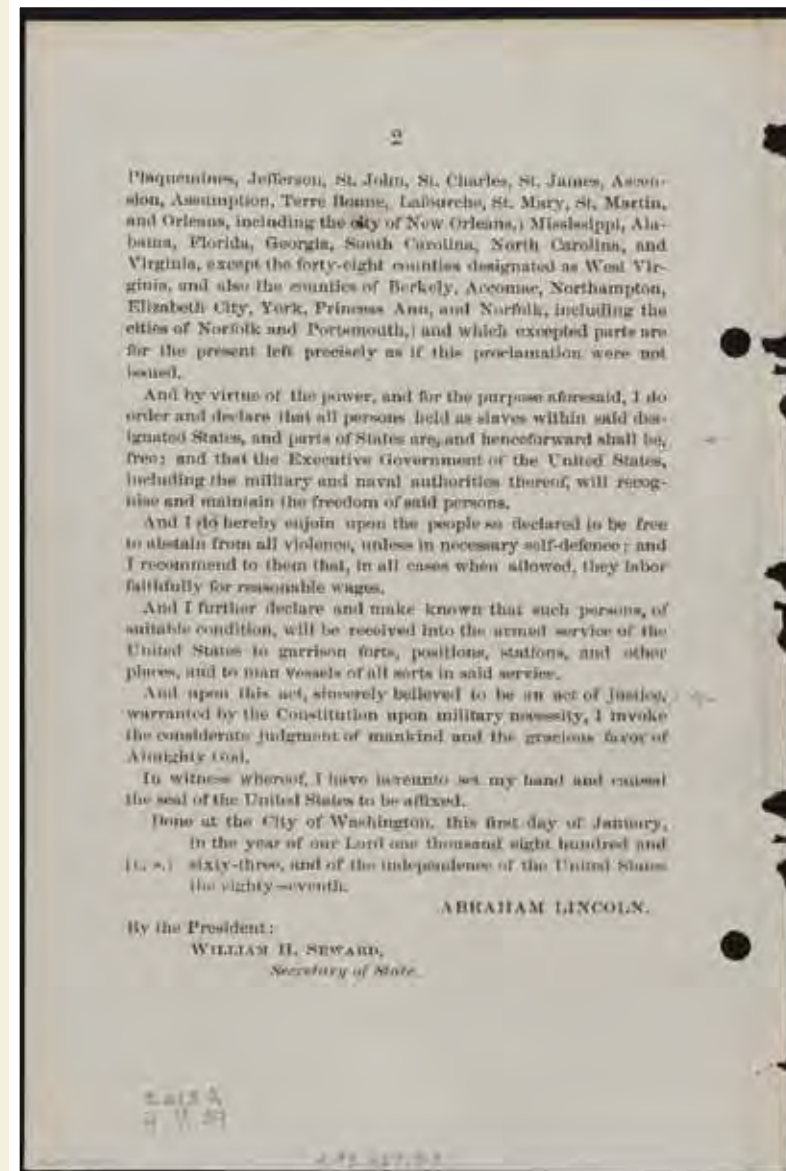 2
Plaquemines, Jefferson, St. John, St. Charles, St. James, Ascen-
sion, Assumption, Terre Bonne, Lafourche, St. Mary, St. Martin,
and Orleans, including the city of New Orleans,) Mississippi, Ala-
bama, Florida, Georgia, South Carolina, North Carolina, and
Virginia, except the forty-eight counties designated as West Vir-
ginia, and also the counties of Berkely, Accomac, Northampton,
Elizabeth City, York, Princess Ann, and Norfolk, including the
cities of Norfolk and Portsmouth,) and which excepted parts are
for the present left precisely as if this proclamation were not
issued.
And by virtue of the power, and for the purpose aforesaid, I do
order and declare that all persons held as slaves within said des-
ignated States, and parts of States are, and henceforward shall be,
free; and that the Executive Government of the United States,
including the military and naval authorities thereof, will recog-
nise and maintain the freedom of said persons.
And I do hereby enjoin upon the people so declared to be free
to abstain from all violence, unless in necessary self-defence; and
I recommend to them that, in all cases when allowed, they labor
faithfully for reasonable wages.
And I further declare and make known that such persons, of
suitable condition, will be received into the armed service of the
United States to garrison forts, positions, stations, and other
places, and to man vessels of all sorts in said service.
And upon this act, sincerely believed to be an act of justice,
warranted by the Constitution upon military necessity, I invoke
the considerate judgment of mankind and the gracious favor of
Almighty God.
In witness whereof, I have hereunto set my hand and caused
the seal of the United States to be affixed.
Done at the City of Washington, this first day of January,
in the year of our Lord one thousand eight hundred and
[L. S.] sixty-three, and of the independence of the United States
the eighty-seventh.
ABRAHAM LINCOLN.
By the President:
WILLIAM H. SEWARD,
Secretary of State.